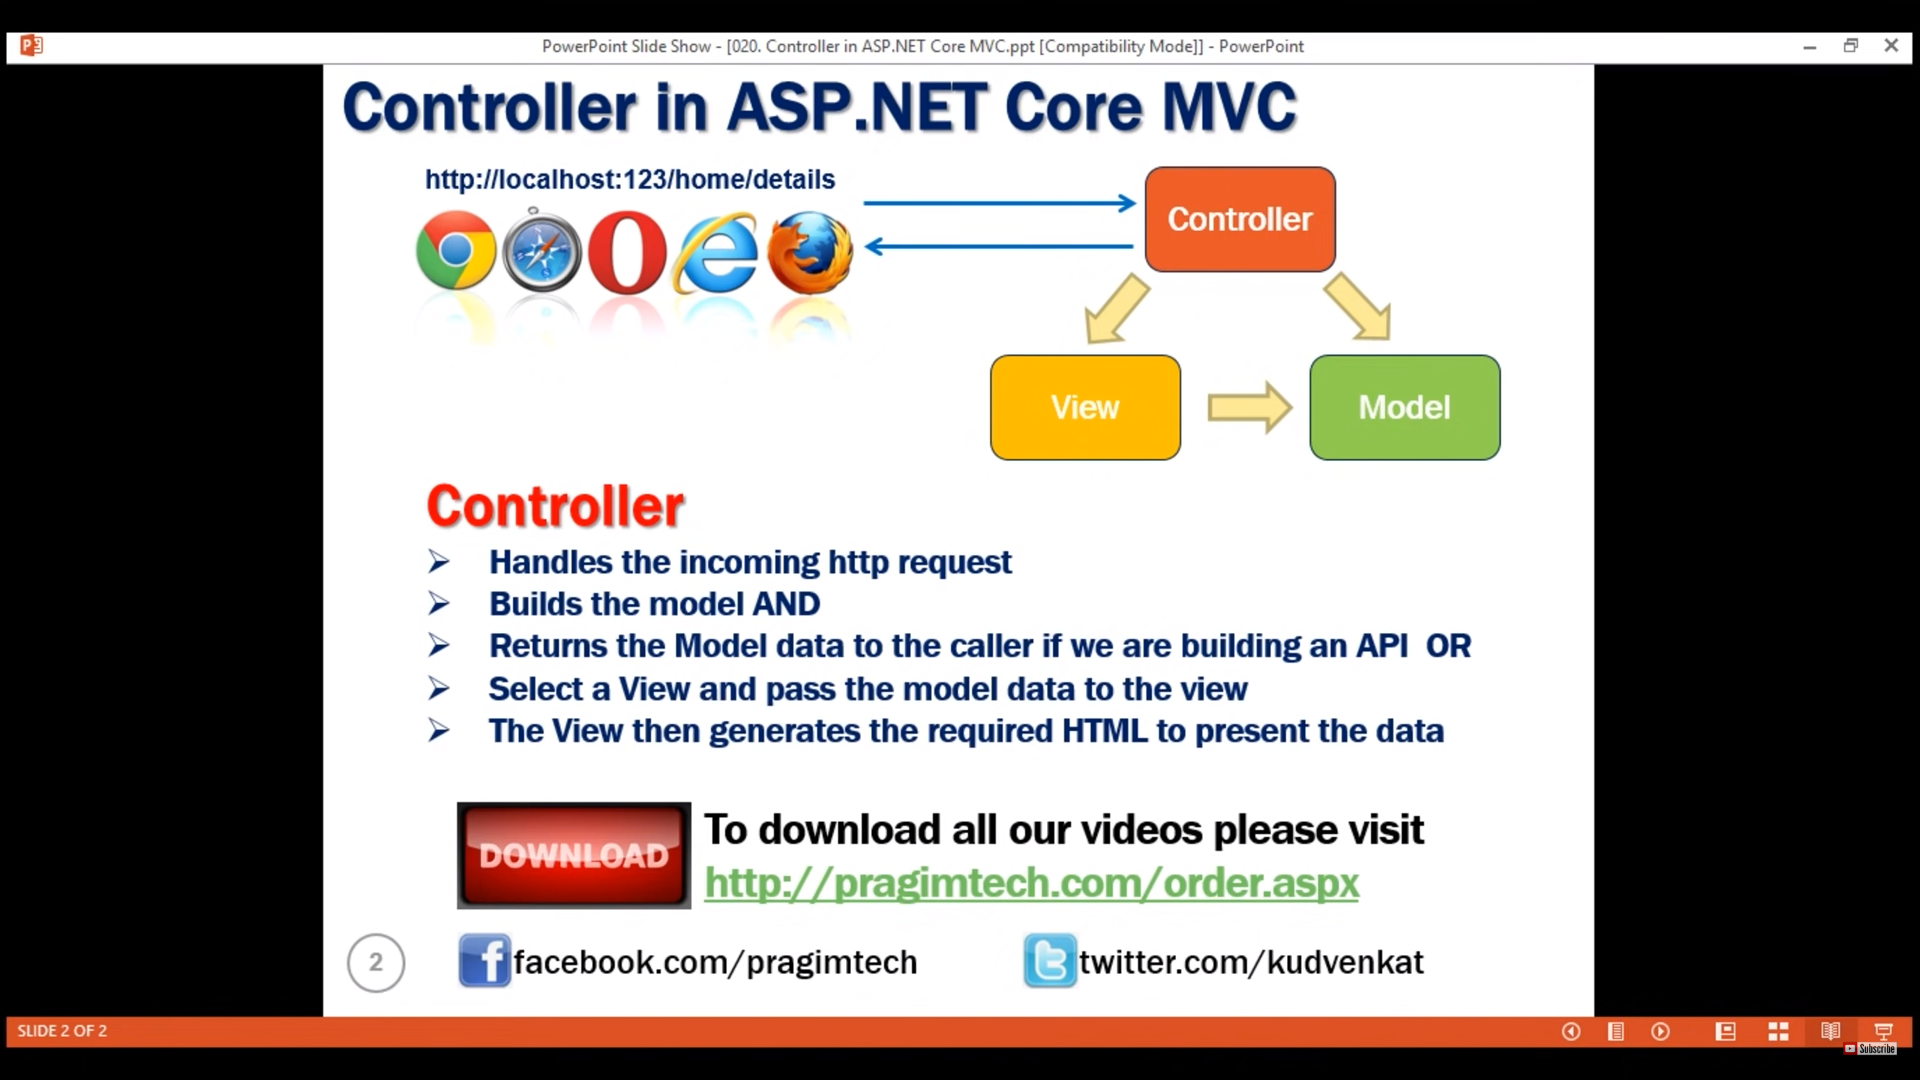 PowerPoint Slide Show - [020. Controller in ASP.NET Core MVC.ppt [Compatibility Mode]] - PowerPoint
Controller in ASP.NET Core MVC
http://localhost:123/home/details
Controller
View
Model
Controller
Handles the incoming http request
Builds the model AND
Returns the Model data to the caller if we are building an API OR
Select a View and pass the model data to the view
The View then generates the required HTML to present the data
DOWNLOAD
To download all our videos please visit
http://pragimtech.com/order.aspx
2
facebook.com/pragimtech
twitter.com/kudvenkat
SLIDE 2 OF 2
Subscribe